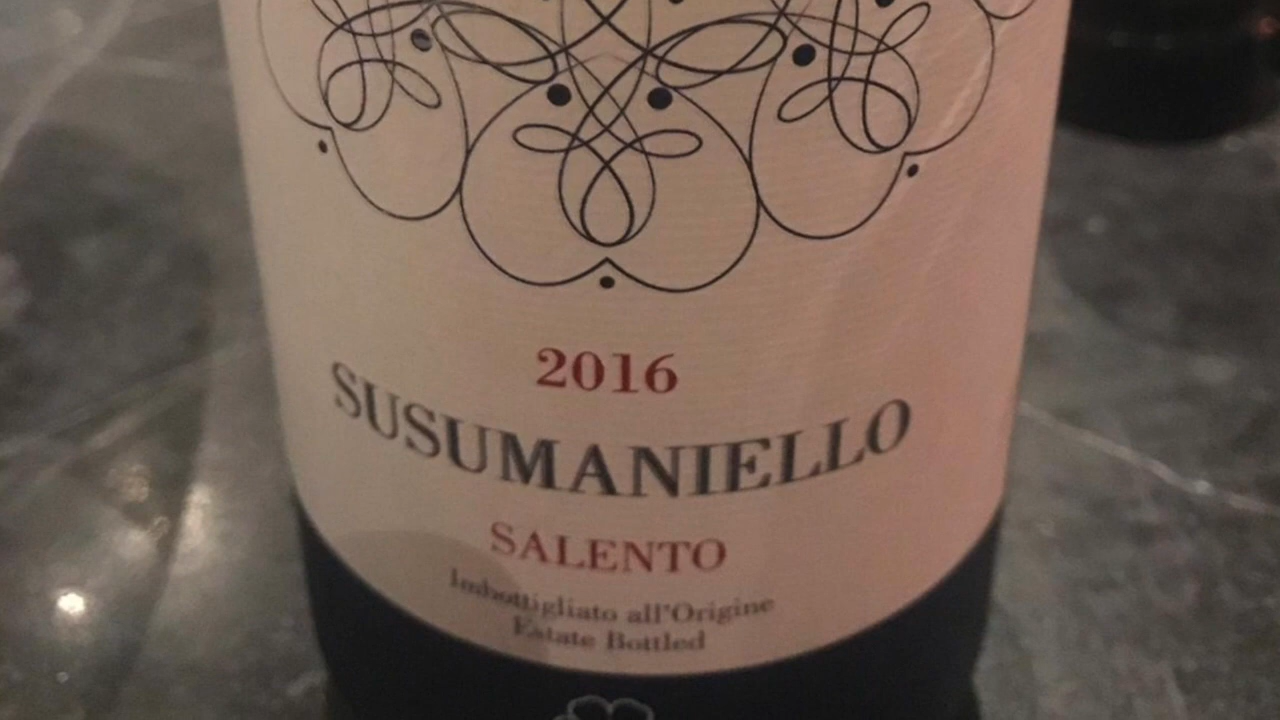 2016
SUSUMANIELLO
SALENTO
Imbottigliato all'Origine
Estate Bottled